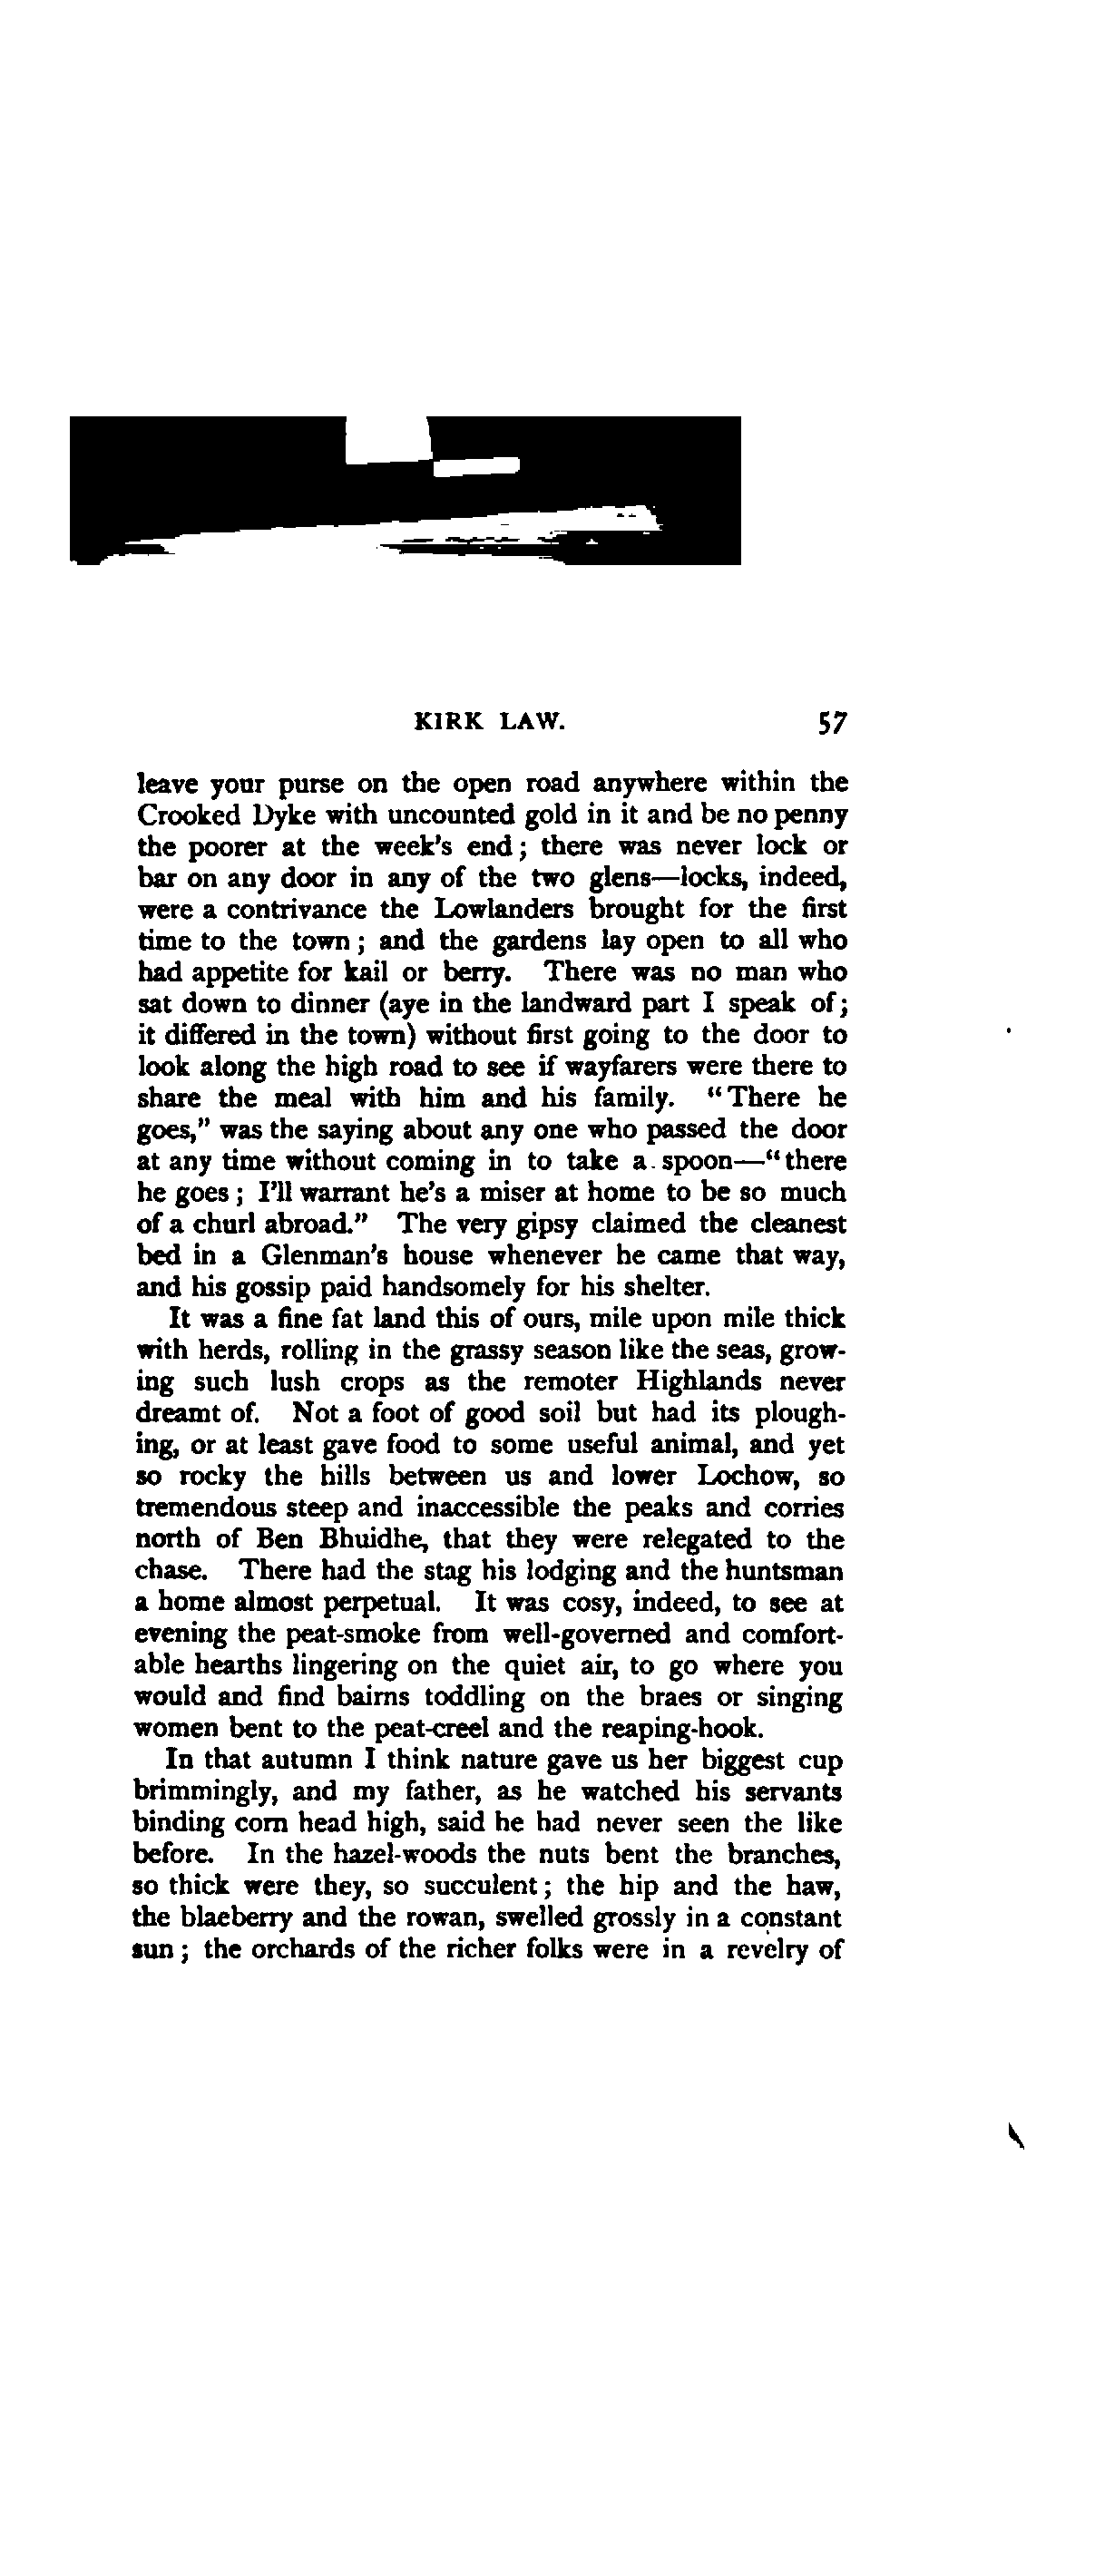 KIRK LAW. 57
leave your purse on the open road anywhere within the
Crooked Dyke with uncounted gold in it and be no penny
the poorer at the week's end; there was never lock or
bar on any door in any of the two glens—locks, indeed,
were a contrivance the Lowlanders brought for the first
time to the town; and the gardens lay open to all who
had appetite for kail or berry. There was no man who
sat down to dinner (aye in the landward part I speak of;
it differed in the town) without first going to the door to
look along the high road to see if wayfarers were there to
share the meal with him and his family. "There he
goes," was the saying about any one who passed the door
at any time without coming in to take a spoon—"there
he goes; I'll warrant he's a miser at home to be so much
of a churl abroad." The very gipsy claimed the cleanest
bed in a Glenman's house whenever he came that way,
and his gossip paid handsomely for his shelter.
It was a fine fat land this of ours, mile upon mile thick
with herds, rolling in the grassy season like the seas, grow-
ing such lush crops as the remoter Highlands never
dreamt of. Not a foot of good soil but had its plough-
ing, or at least gave food to some useful animal, and yet
so rocky the hills between us and lower Lochow, so
tremendous steep and inaccessible the peaks and corries
north of Ben Bhuidhe, that they were relegated to the
chase. There had the stag his lodging and the huntsman
a home almost perpetual. It was cosy, indeed, to see at
evening the peat-smoke from well-governed and comfort-
able hearths lingering on the quiet air, to go where you
would and find bairns toddling on the braes or singing
women bent to the peat-creel and the reaping-hook.
In that autumn I think nature gave us her biggest cup
brimmingly, and my father, as he watched his servants
binding corn head high, said he had never seen the like
before. In the hazel-woods the nuts bent the branches,
so thick were they, so succulent; the hip and the haw,
the blaeberry and the rowan, swelled grossly in a constant
sun; the orchards of the richer folks were in a revelry of